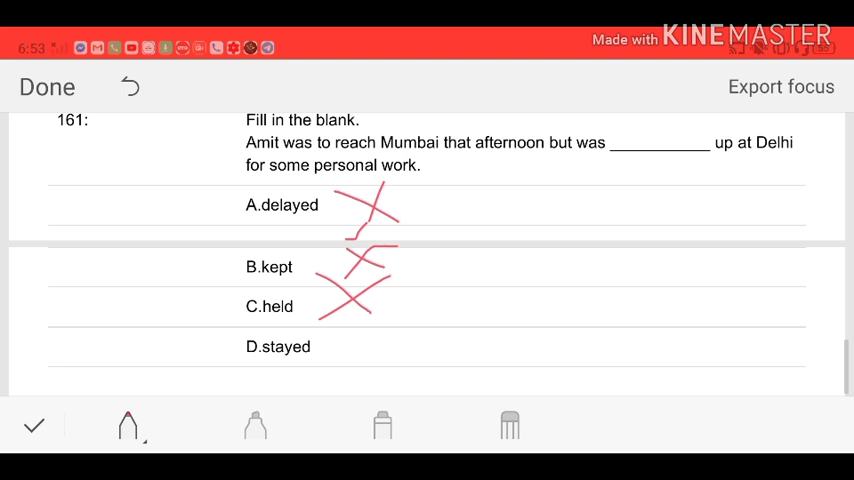 6:53
Made with KINEMASTER
Done
Export focus
161:
Fill in the blank.
Amit was to reach Mumbai that afternoon but was ___________ up at Delhi
for some personal work.
A.delayed
B.kept
C.held
D.stayed